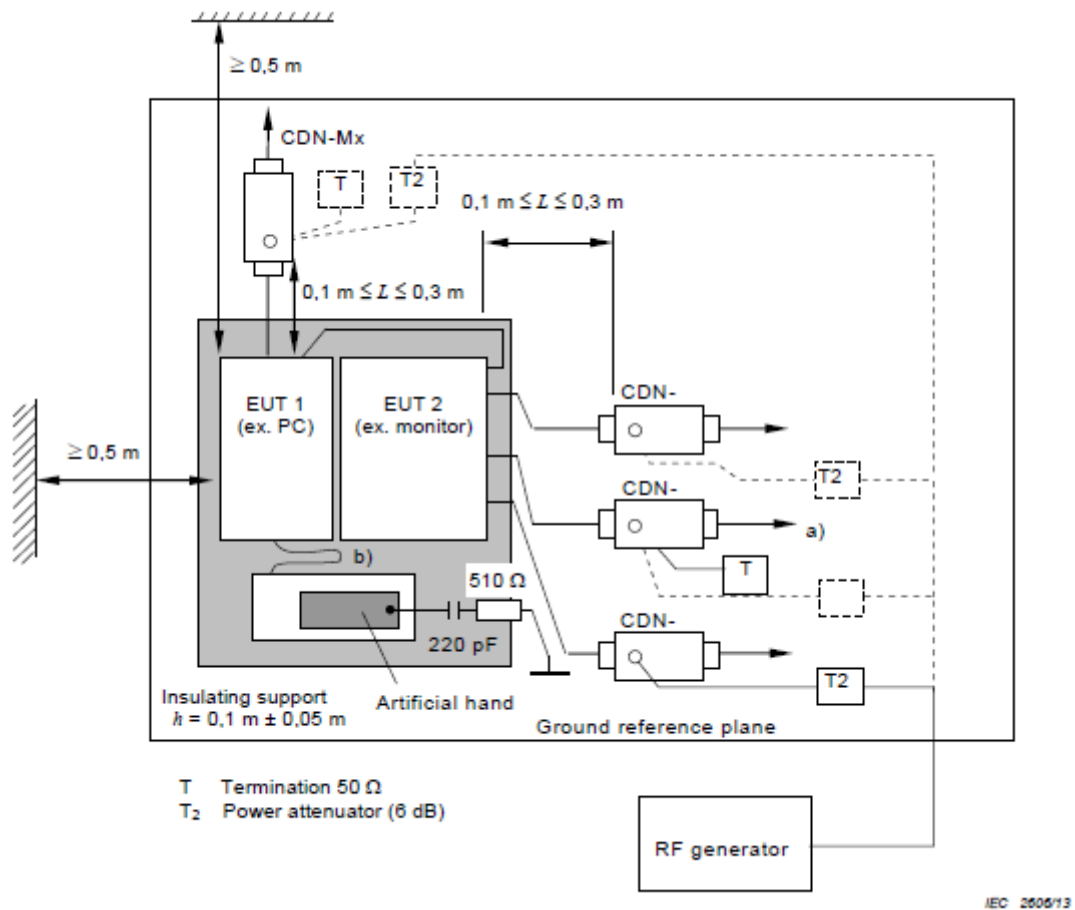 ≥ 0,5 m
CDN-Mx
T
T2
0,1 m ≤ L ≤ 0,3 m
0,1 m ≤ L ≤ 0,3 m
EUT 1
(ex. PC)
EUT 2
(ex. monitor)
CDN-
≥ 0,5 m
T2
CDN-
a)
b)
T
510 Ω
220 pF
CDN-
T2
Insulating support
h = 0,1 m ± 0,05 m
Artificial hand
Ground reference plane
T Termination 50 Ω
T₂ Power attenuator (6 dB)
RF generator
IEC 2606/13